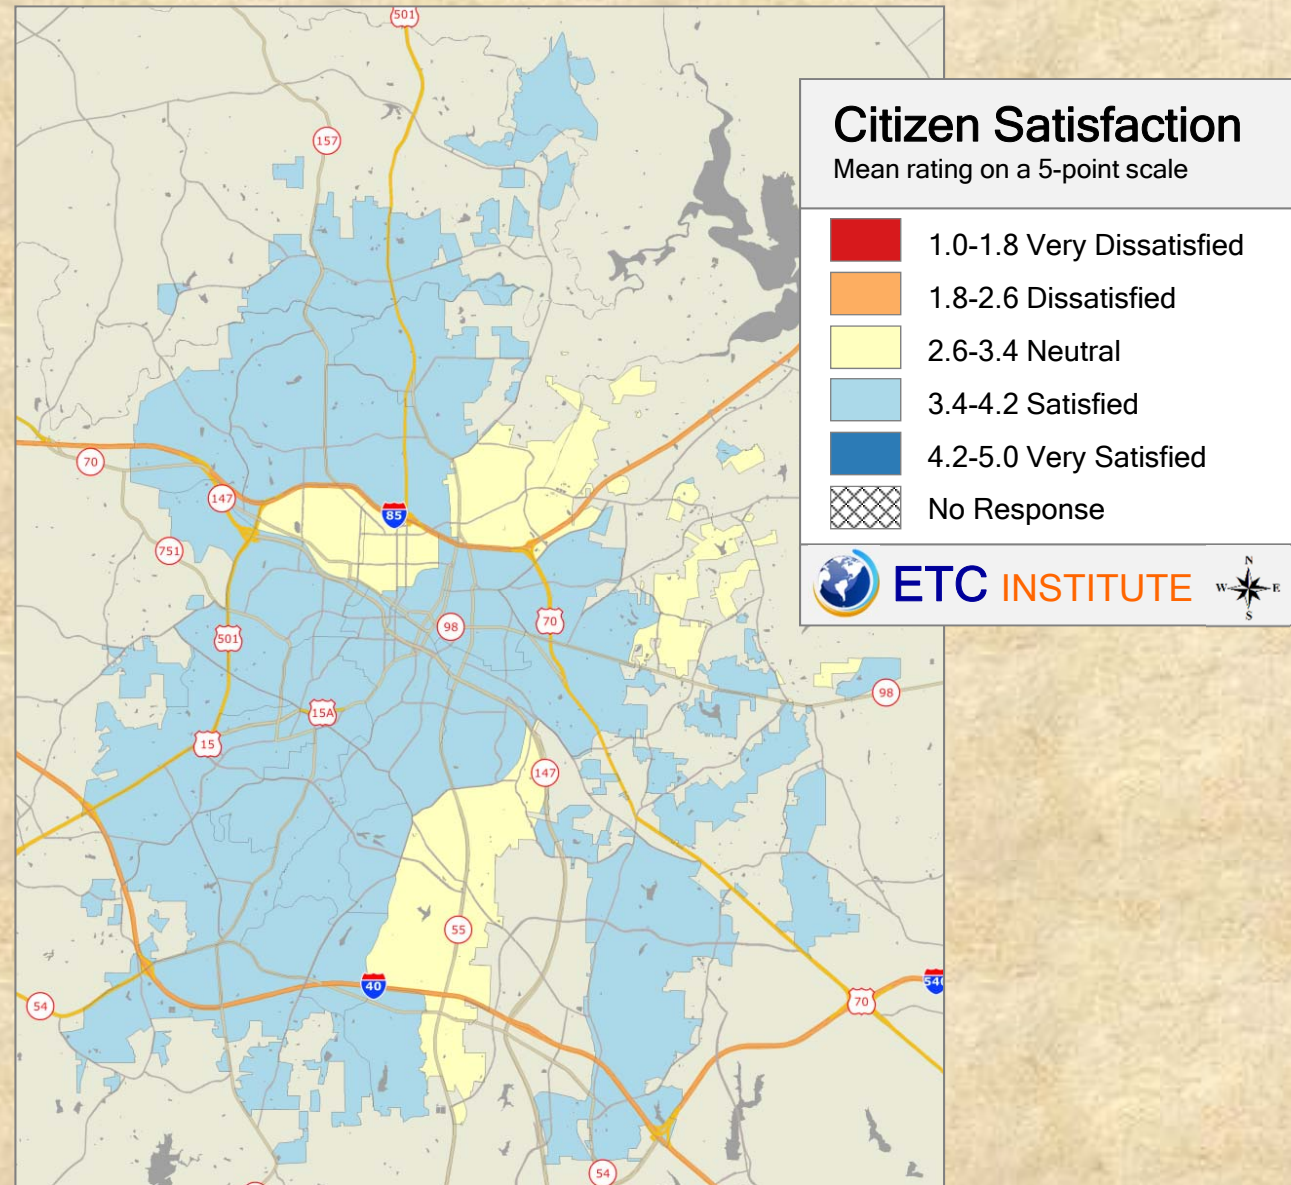 501
157
Citizen Satisfaction
Mean rating on a 5-point scale
1.0-1.8 Very Dissatisfied
1.8-2.6 Dissatisfied
2.6-3.4 Neutral
3.4-4.2 Satisfied
4.2-5.0 Very Satisfied
No Response
ETC INSTITUTE
N
W
E
S
70
147
85
751
501
98
70
98
15A
15
147
55
40
54
70
540
54